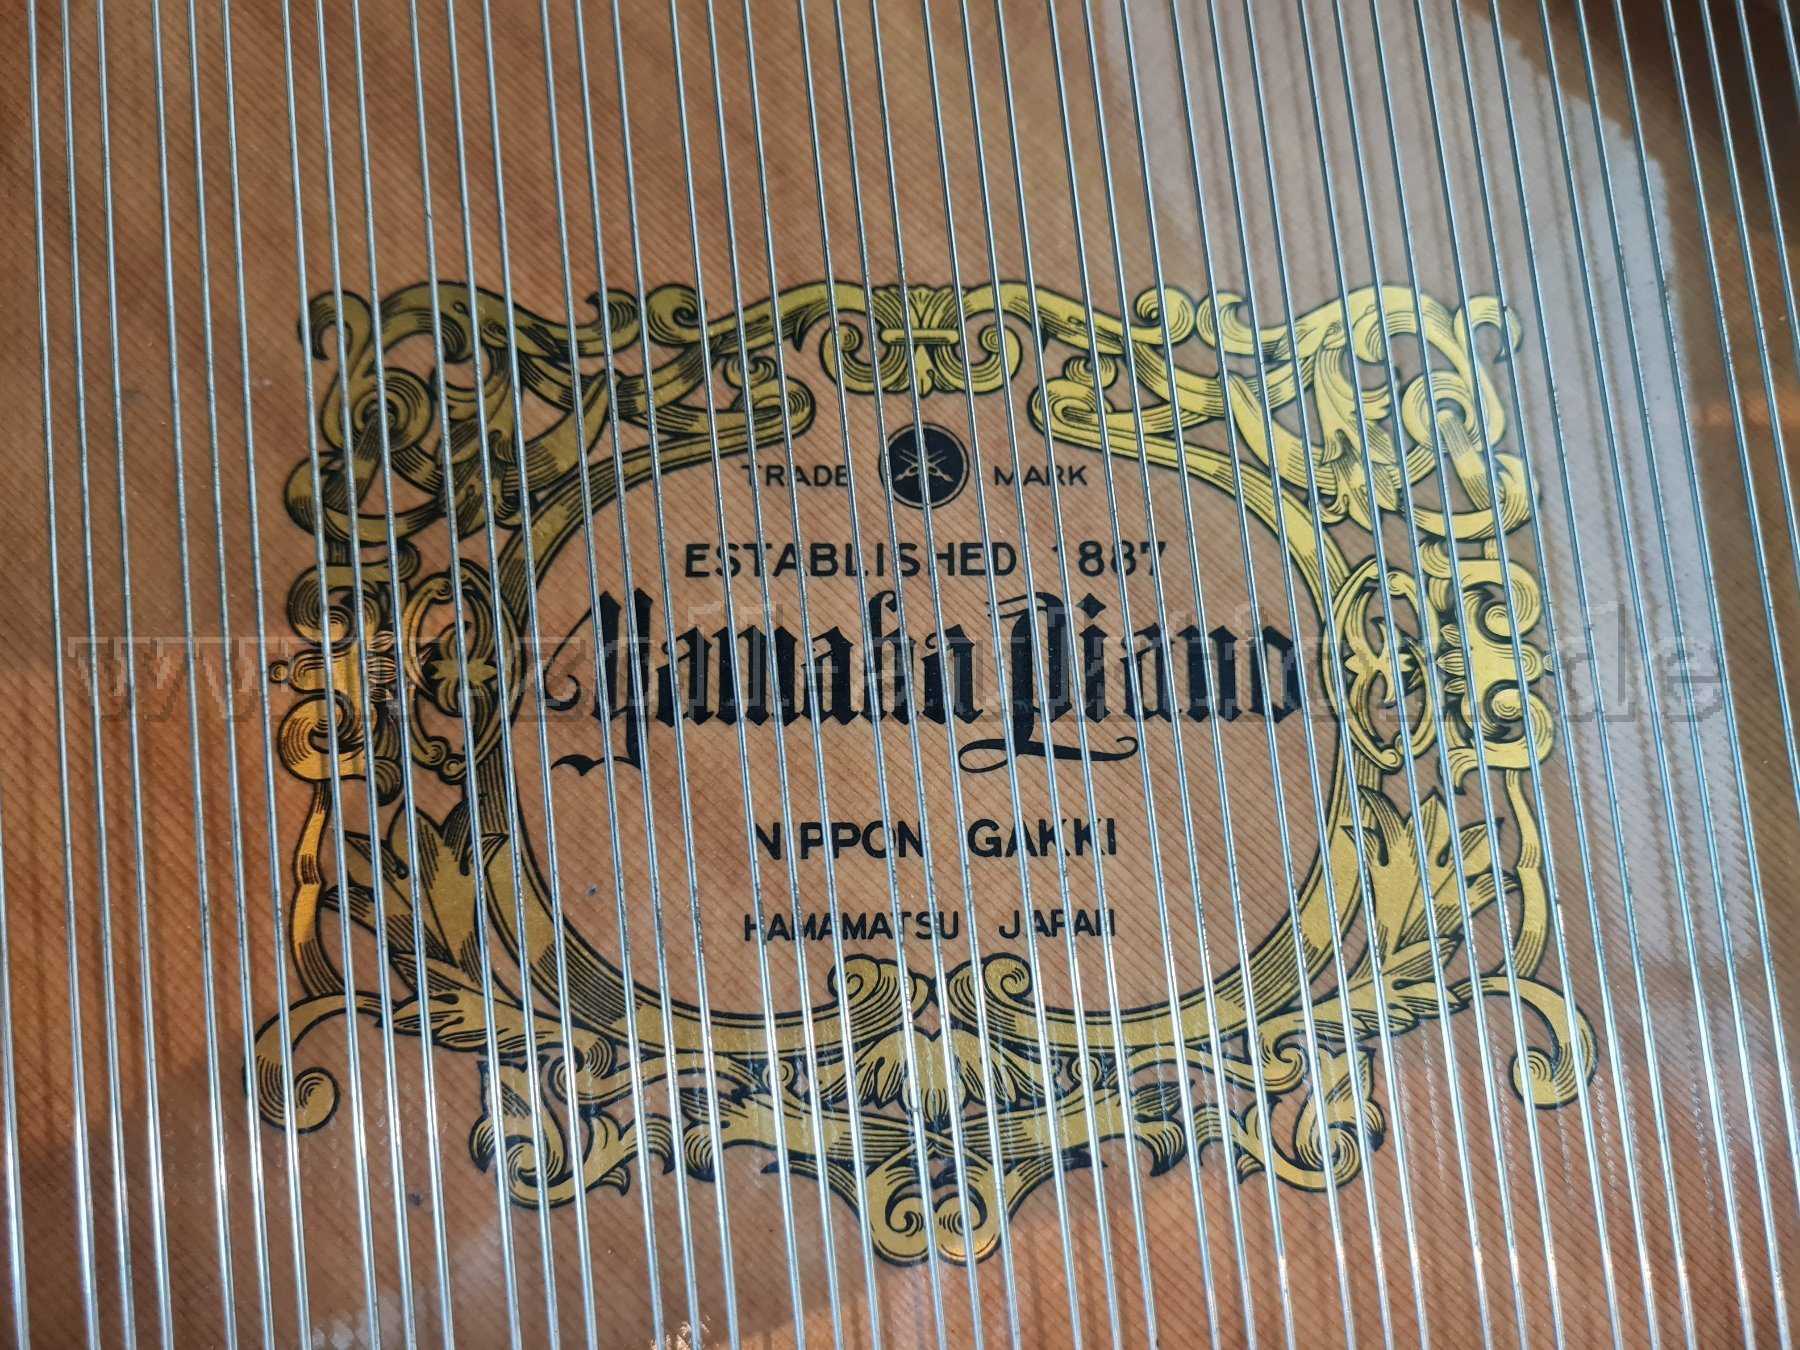 TRADE MARK
ESTABLISHED 1887
Yamaha Piano
NIPPON GAKKI
HAMAMATSU JAPAN